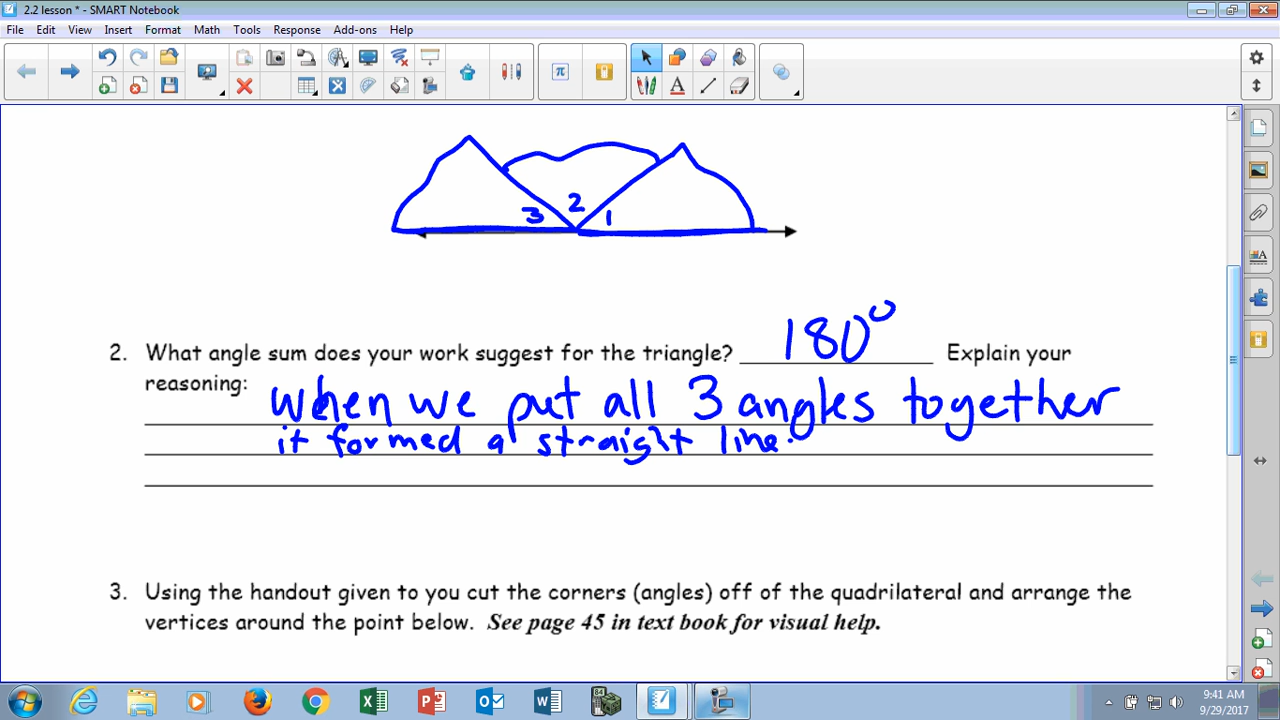 2.2 lesson * - SMART Notebook
File Edit View Insert Format Math Tools Response Add-ons Help
3 2 1
2. What angle sum does your work suggest for the triangle? 180° Explain your
reasoning: When we put all 3 angles together
it formed a straight line.
3. Using the handout given to you cut the corners (angles) off of the quadrilateral and arrange the
vertices around the point below. See page 45 in text book for visual help.
9:41 AM
9/29/2017